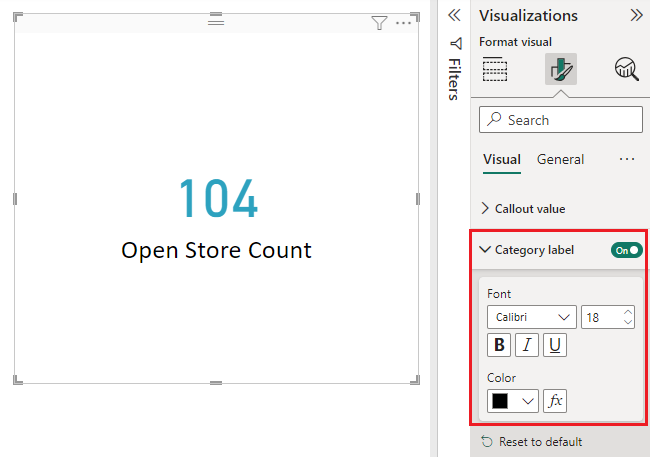 104
Open Store Count
Filters
Visualizations
Format visual
Search
Visual General
Callout value
Category label On
Font
Calibri 18
B I U
Color
fx
Reset to default